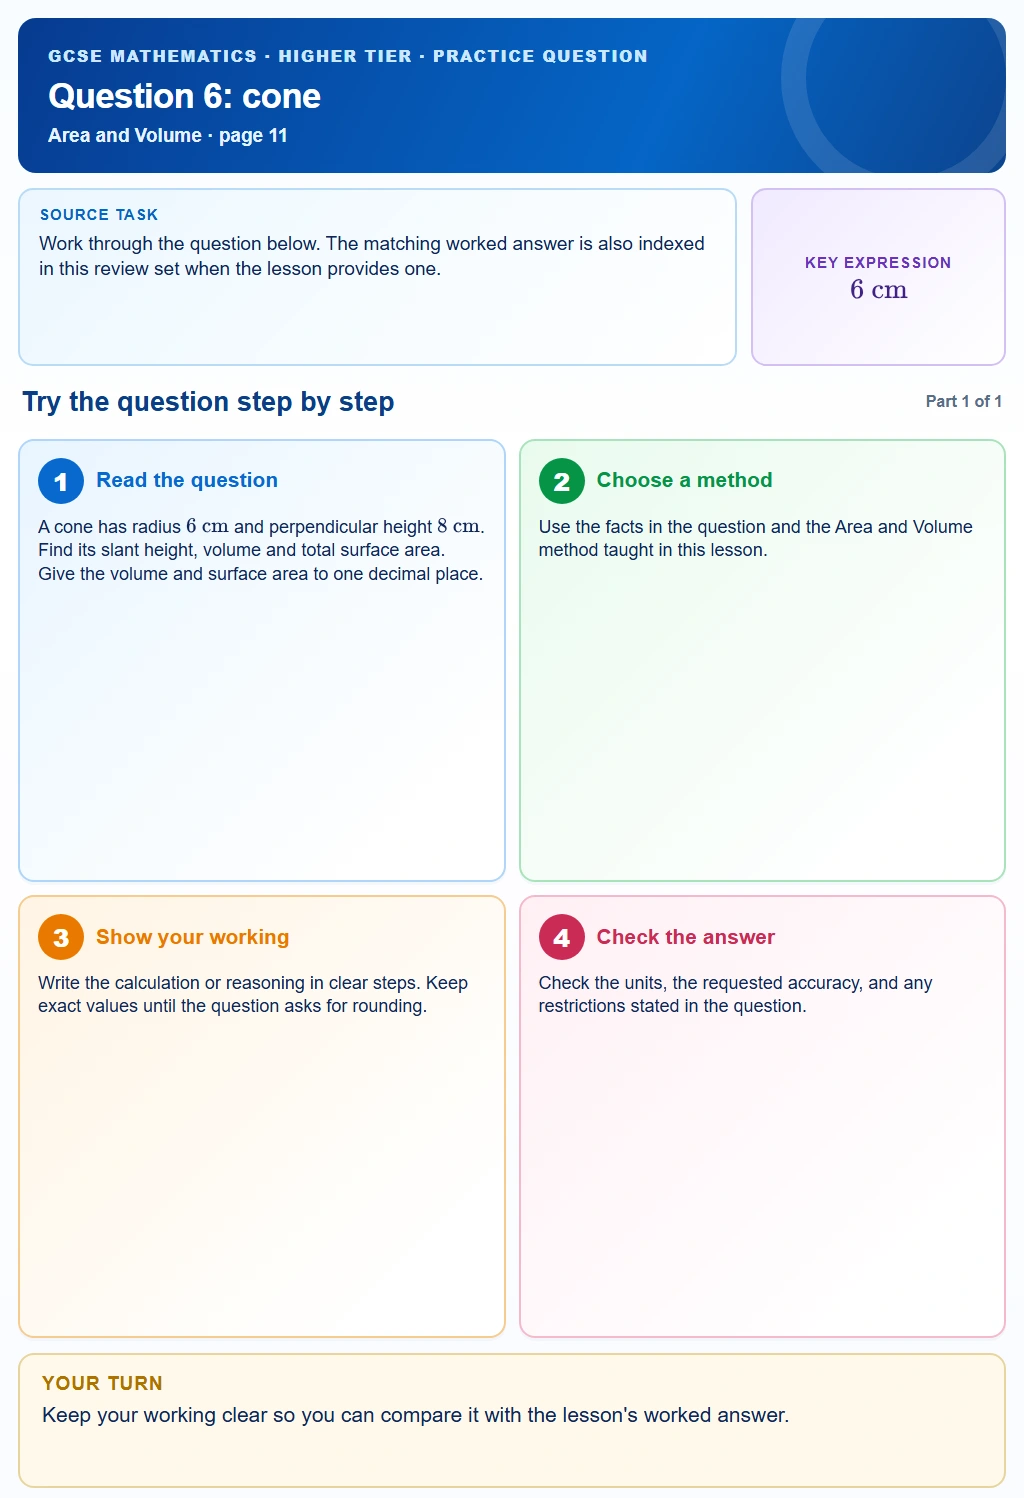 GCSE MATHEMATICS · HIGHER TIER · PRACTICE QUESTION
Question 6: cone
Area and Volume · page 11
SOURCE TASK
Work through the question below. The matching worked answer is also indexed
in this review set when the lesson provides one.
KEY EXPRESSION
6 cm
Try the question step by step
Part 1 of 1
1 Read the question
A cone has radius 6 cm and perpendicular height 8 cm.
Find its slant height, volume and total surface area.
Give the volume and surface area to one decimal place.
2 Choose a method
Use the facts in the question and the Area and Volume
method taught in this lesson.
3 Show your working
Write the calculation or reasoning in clear steps. Keep
exact values until the question asks for rounding.
4 Check the answer
Check the units, the requested accuracy, and any
restrictions stated in the question.
YOUR TURN
Keep your working clear so you can compare it with the lesson's worked answer.